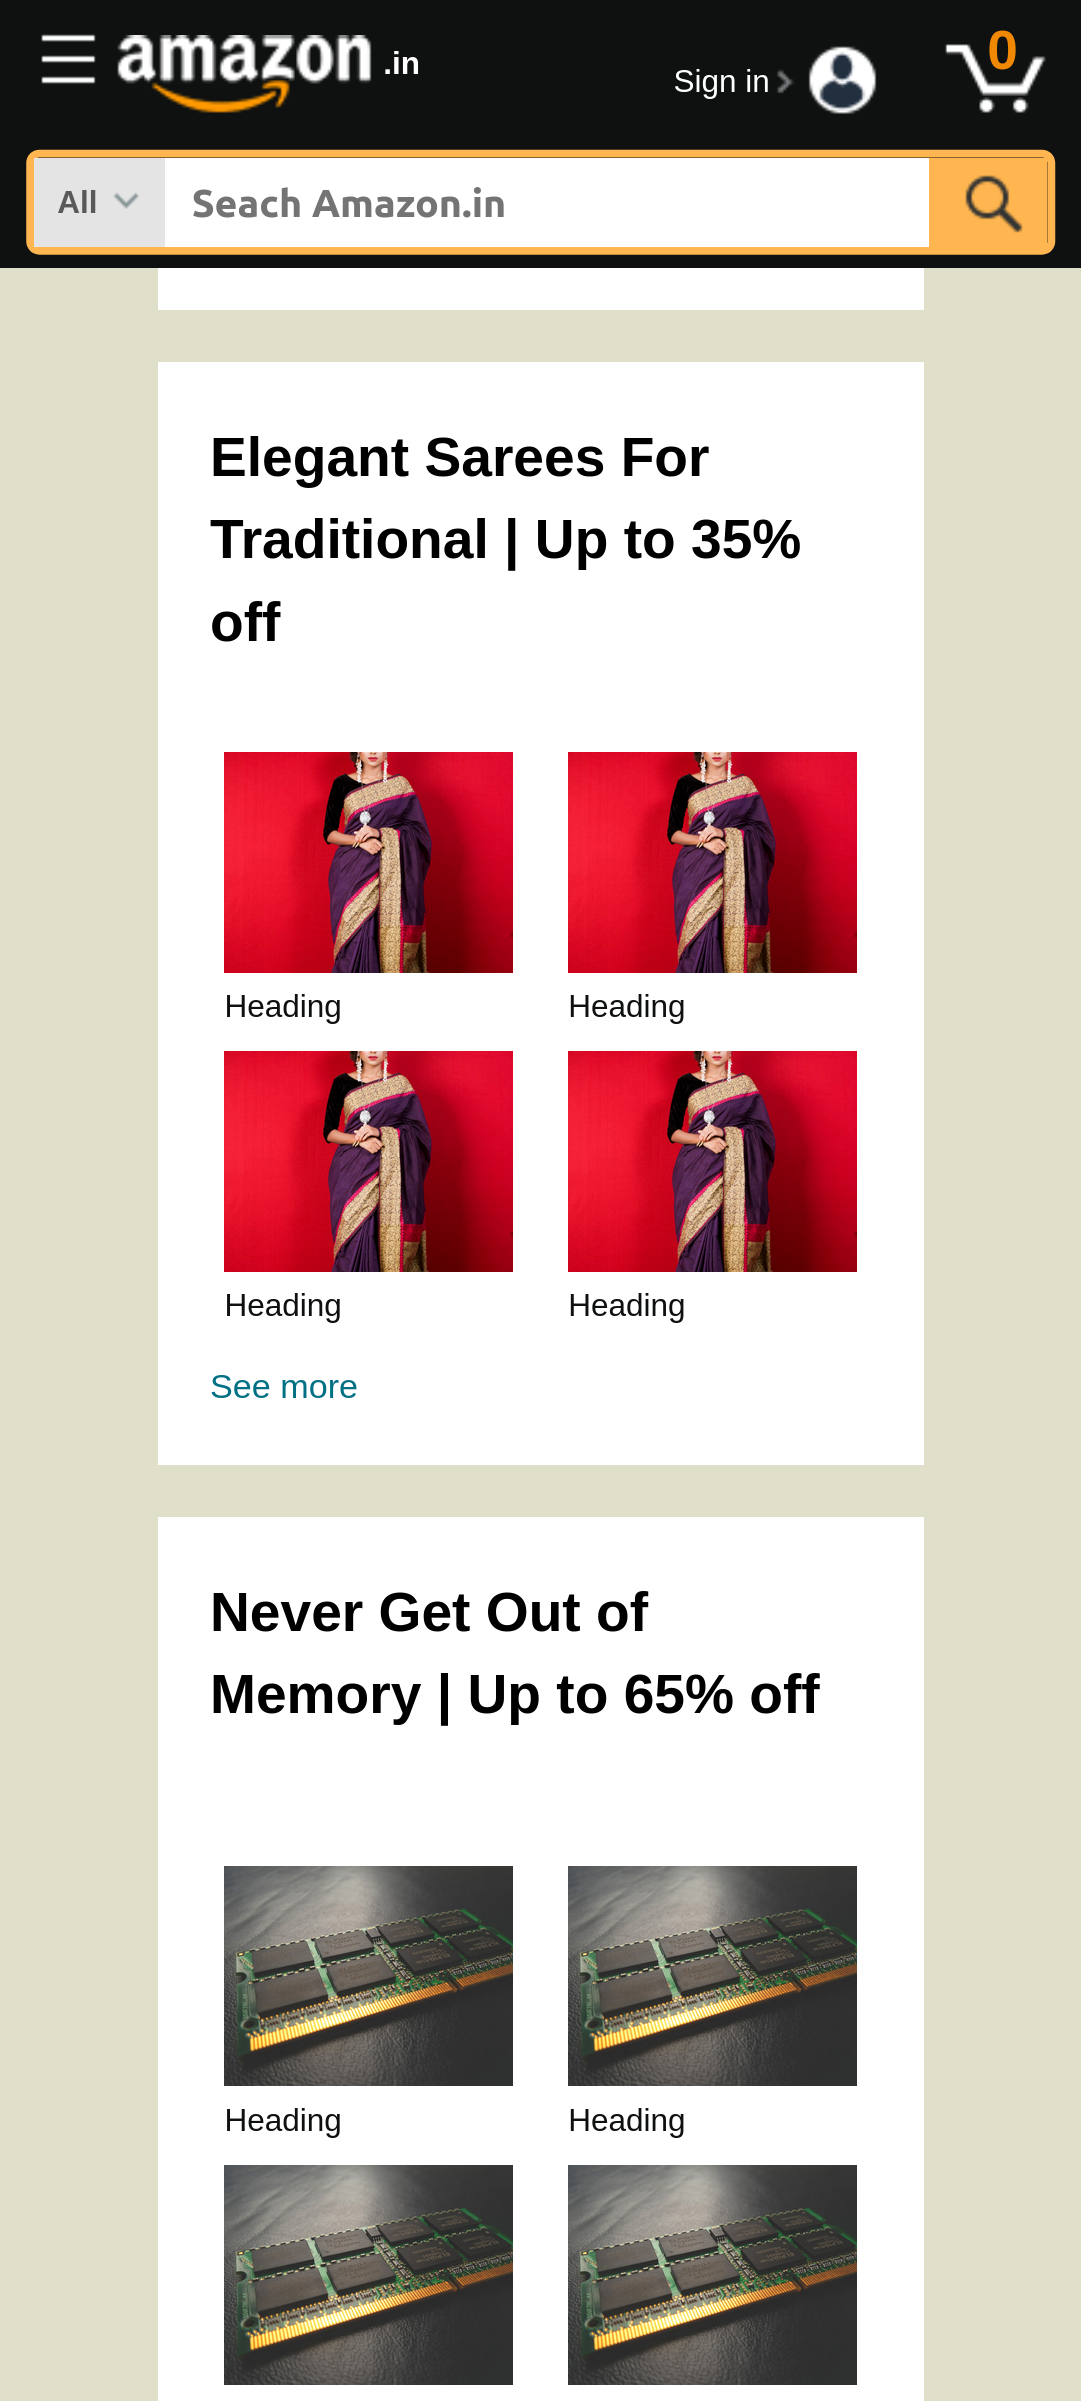 amazon .in
Sign in
0
All
Seach Amazon.in
Elegant Sarees For
Traditional | Up to 35%
off
Heading
Heading
Heading
Heading
See more
Never Get Out of
Memory | Up to 65% off
Heading
Heading